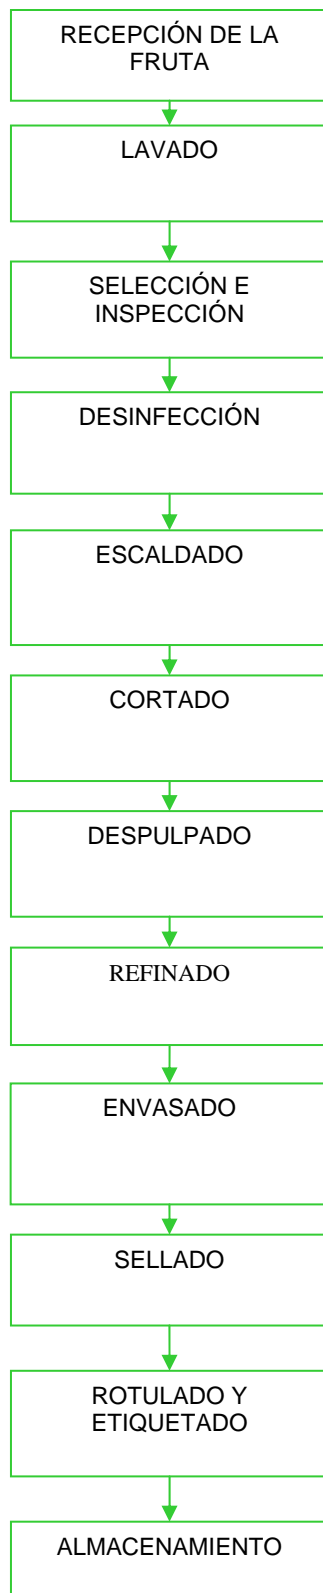 RECEPCIÓN DE LA
FRUTA
LAVADO
SELECCIÓN E
INSPECCIÓN
DESINFECCIÓN
ESCALDADO
CORTADO
DESPULPADO
REFINADO
ENVASADO
SELLADO
ROTULADO Y
ETIQUETADO
ALMACENAMIENTO